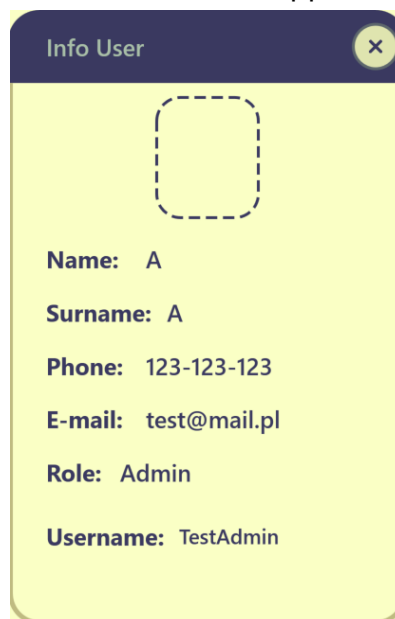 Info User
Name: A
Surname: A
Phone: 123-123-123
E-mail: test@mail.pl
Role: Admin
Username: TestAdmin